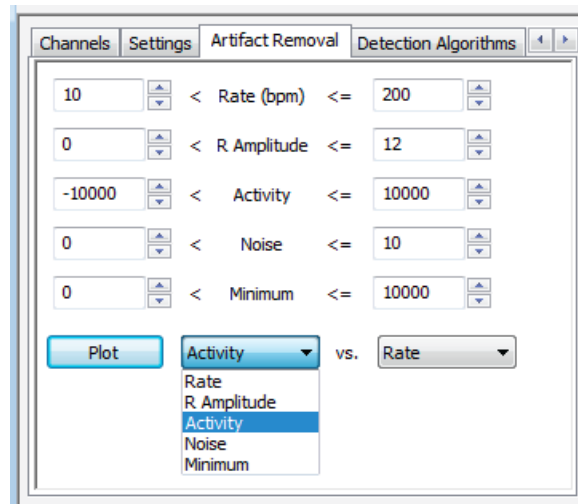 Channels Settings Artifact Removal Detection Algorithms
10 < Rate (bpm) <= 200
0 < R Amplitude <= 12
-10000 < Activity <= 10000
0 < Noise <= 10
0 < Minimum <= 10000
Plot Activity vs. Rate
Rate
R Amplitude
Activity
Noise
Minimum